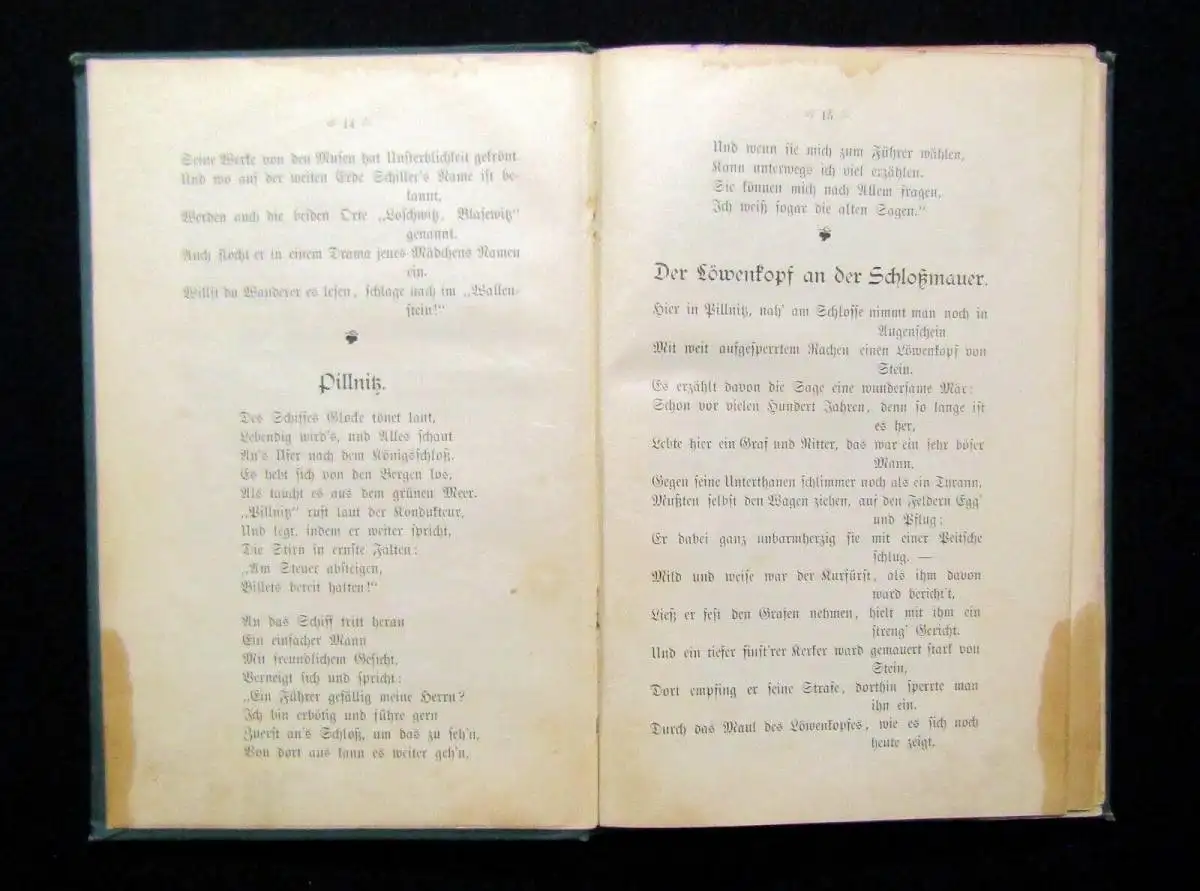 14
Seine Werke von den Musen hat Unsterblichkeit gekrönt.
Und wo auf der weiten Erde Schiller's Name ist be-
kannt,
Werden auch die beiden Orte „Loschwitz, Blasewitz"
genannt.
Auch flocht er in einem Drama jenes Mädchens Namen
ein.
Willst du Wanderer es lesen, schlage nach im „Wallen-
stein!"
Pillnitz.
Des Schiffes Glocke tönet laut,
Lebendig wird's, und Alles schaut
An's Ufer nach dem Königsschloß.
Es hebt sich von den Bergen los,
Als taucht es aus dem grünen Meer.
„Pillnitz" ruft laut der Kondukteur,
Und legt, indem er weiter spricht,
Die Stirn in ernste Falten:
„Am Steuer absteigen,
Billets bereit halten!"
An das Schiff tritt heran
Ein einfacher Mann
Mit freundlichem Gesicht,
Verneigt sich und spricht:
„Ein Führer gefällig meine Herrn?
Ich bin erbötig und führe gern
Zuerst an's Schloß, um das zu seh'n,
Von dort aus kann es weiter geh'n,
15
Und wenn sie mich zum Führer wählen,
Kann unterwegs ich viel erzählen.
Sie können mich nach Allem fragen,
Ich weiß sogar die alten Sagen."
Der Löwenkopf an der Schloßmauer.
Hier in Pillnitz, nah' am Schlosse nimmt man noch in
Augenschein
Mit weit aufgesperrtem Rachen einen Löwenkopf von
Stein.
Es erzählt davon die Sage eine wundersame Mär:
Schon vor vielen Hundert Jahren, denn so lange ist
es her,
Lebte hier ein Graf und Ritter, das war ein sehr böser
Mann,
Gegen seine Unterthanen schlimmer noch als ein Tyrann,
Mußten selbst den Wagen ziehen, auf den Feldern Egg'
und Pflug;
Er dabei ganz unbarmherzig sie mit einer Peitsche
schlug. —
Mild und weise war der Kurfürst, als ihm davon
ward bericht't,
Ließ er fest den Grafen nehmen, hielt mit ihm ein
streng' Gericht.
Und ein tiefer finst'rer Kerker ward gemauert stark von
Stein,
Dort empfing er seine Strafe, dorthin sperrte man
ihn ein.
Durch das Maul des Löwenkopfes, wie es sich noch
heute zeigt,